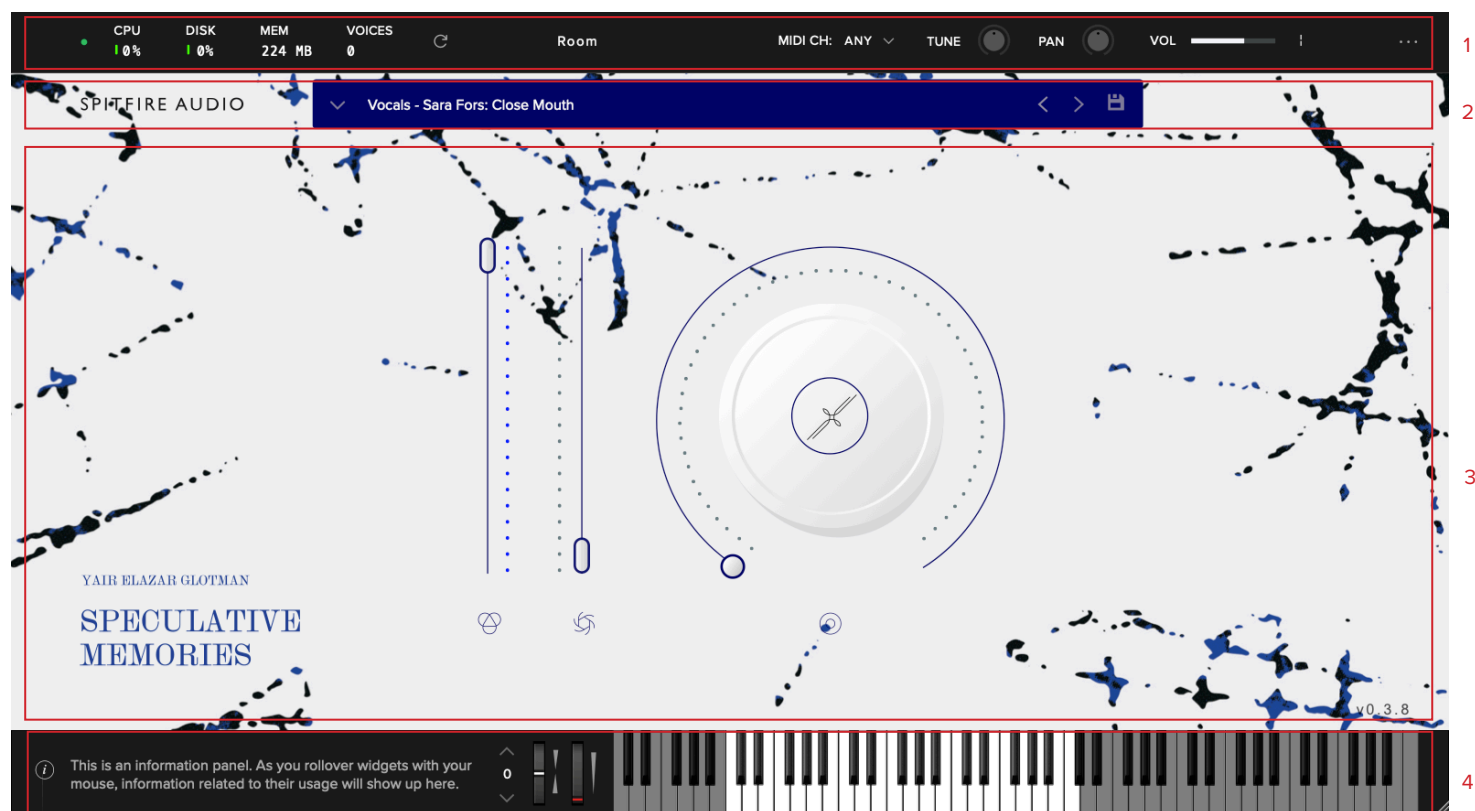 CPU DISK MEM VOICES
0% 0% 224 MB 0
Room
MIDI CH: ANY TUNE PAN VOL
1
SPITFIRE AUDIO
Vocals - Sara Fors: Close Mouth
2
3
YAIR ELAZAR GLOTMAN
SPECULATIVE
MEMORIES
v0.3.8
This is an information panel. As you rollover widgets with your
mouse, information related to their usage will show up here.
0
4